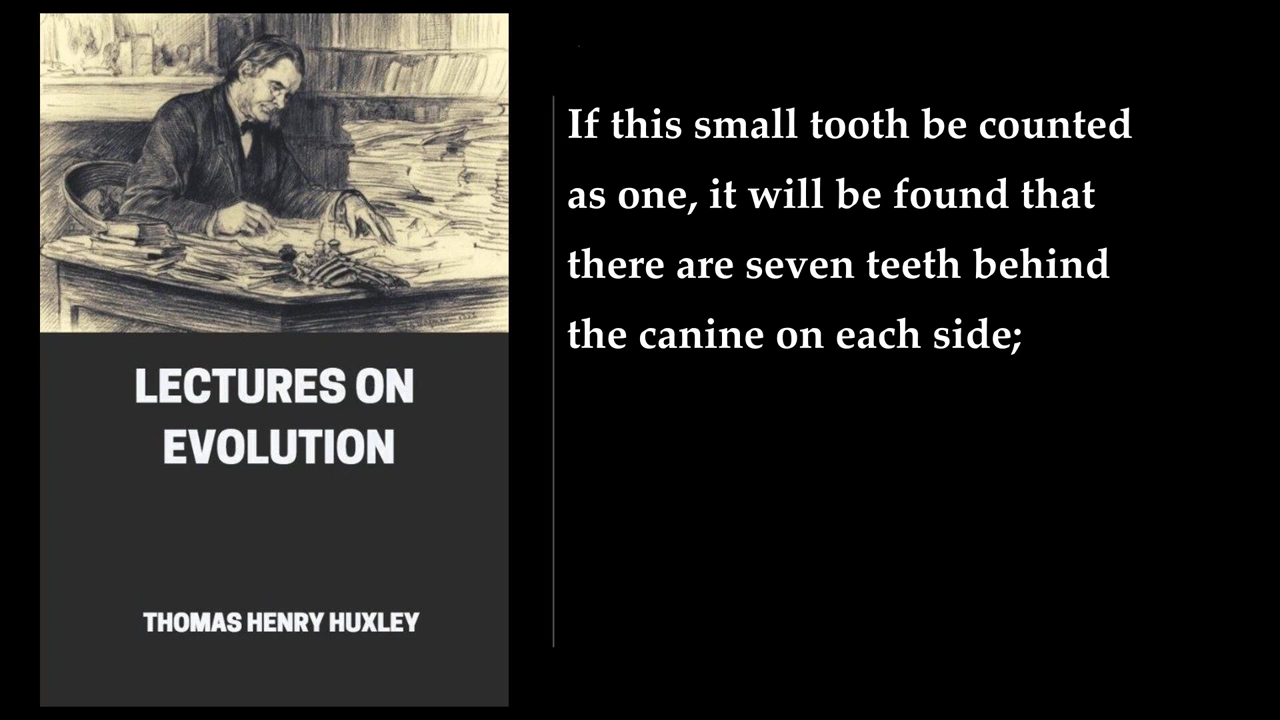 LECTURES ON
EVOLUTION
THOMAS HENRY HUXLEY
If this small tooth be counted
as one, it will be found that
there are seven teeth behind
the canine on each side;